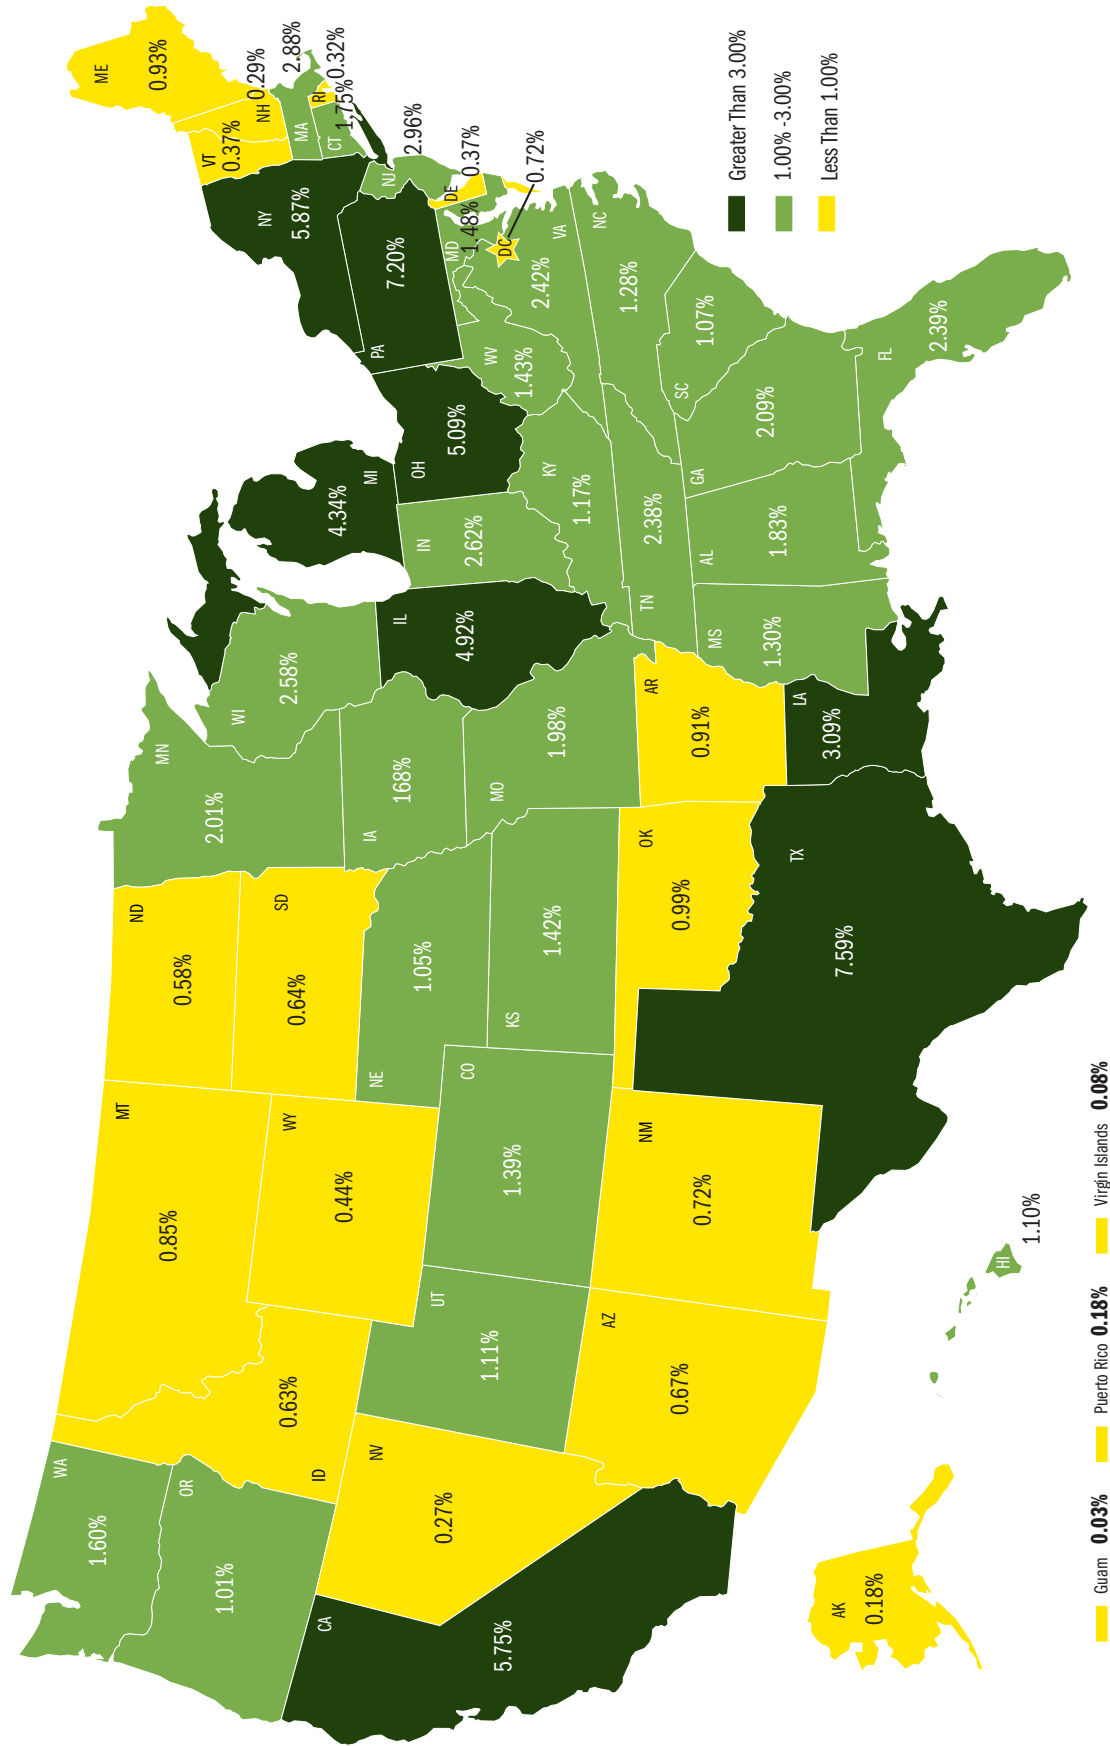 WA
1.60%
OR
1.01%
CA
5.75%
ID
0.63%
NV
0.27%
MT
0.85%
WY
0.44%
UT
1.11%
AZ
0.67%
CO
1.39%
NM
0.72%
ND
0.58%
SD
0.64%
NE
1.05%
KS
1.42%
OK
0.99%
TX
7.59%
MN
2.01%
IA
168%
MO
1.98%
AR
0.91%
LA
3.09%
WI
2.58%
IL
4.92%
MI
4.34%
IN
2.62%
OH
5.09%
KY
1.17%
TN
2.38%
MS
1.30%
AL
1.83%
GA
2.09%
FL
2.39%
SC
1.07%
NC
1.28%
VA
2.42%
WV
1.43%
PA
7.20%
NY
5.87%
VT
0.37%
NH
0.29%
ME
0.93%
MA
2.88%
RI
0.32%
CT
1.75%
NJ
2.96%
DE
0.37%
MD
1.48%
DC
0.72%
AK
0.18%
HI
1.10%
Greater Than 3.00%
1.00% -3.00%
Less Than 1.00%
Guam 0.03%
Puerto Rico 0.18%
Virgin Islands 0.08%